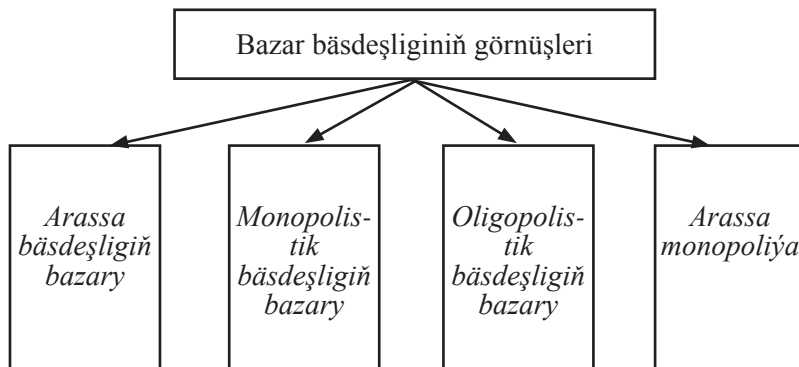 Bazar bäsdeşliginiň görnüşleri
Arassa
bäsdeşligiň
bazary
Monopolis-
tik
bäsdeşligiň
bazary
Oligopolis-
tik
bäsdeşligiň
bazary
Arassa
monopoliýa